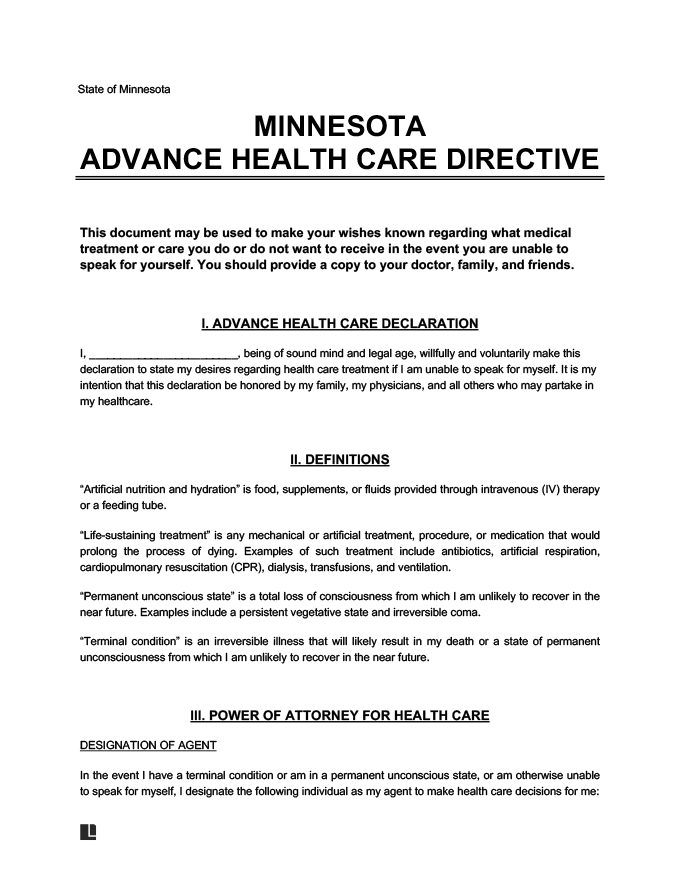 State of Minnesota
MINNESOTA
ADVANCE HEALTH CARE DIRECTIVE
This document may be used to make your wishes known regarding what medical
treatment or care you do or do not want to receive in the event you are unable to
speak for yourself. You should provide a copy to your doctor, family, and friends.
I. ADVANCE HEALTH CARE DECLARATION
I, ________________________, being of sound mind and legal age, willfully and voluntarily make this
declaration to state my desires regarding health care treatment if I am unable to speak for myself. It is my
intention that this declaration be honored by my family, my physicians, and all others who may partake in
my healthcare.
II. DEFINITIONS
“Artificial nutrition and hydration” is food, supplements, or fluids provided through intravenous (IV) therapy
or a feeding tube.
“Life-sustaining treatment” is any mechanical or artificial treatment, procedure, or medication that would
prolong the process of dying. Examples of such treatment include antibiotics, artificial respiration,
cardiopulmonary resuscitation (CPR), dialysis, transfusions, and ventilation.
“Permanent unconscious state” is a total loss of consciousness from which I am unlikely to recover in the
near future. Examples include a persistent vegetative state and irreversible coma.
“Terminal condition” is an irreversible illness that will likely result in my death or a state of permanent
unconsciousness from which I am unlikely to recover in the near future.
III. POWER OF ATTORNEY FOR HEALTH CARE
DESIGNATION OF AGENT
In the event I have a terminal condition or am in a permanent unconscious state, or am otherwise unable
to speak for myself, I designate the following individual as my agent to make health care decisions for me: